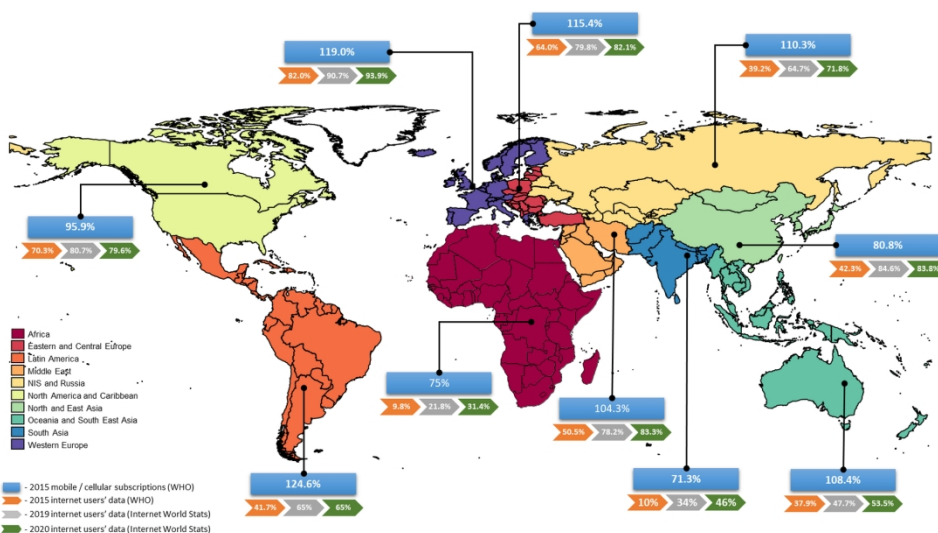 115.4%
64.0% 79.8% 82.1%
119.0%
82.0% 90.7% 93.9%
110.3%
39.2% 64.7% 71.8%
95.9%
70.3% 80.7% 79.6%
80.8%
42.3% 84.6% 83.8%
75%
9.8% 21.8% 31.4%
104.3%
50.5% 78.2% 83.3%
124.6%
41.7% 65% 65%
71.3%
10% 34% 46%
108.4%
37.9% 47.7% 53.5%
Africa
Eastern and Central Europe
Latin America
Middle East
NIS and Russia
North America and Caribbean
North and East Asia
Oceania and South East Asia
South Asia
Western Europe
- 2015 mobile / cellular subscriptions (WHO)
- 2015 internet users' data (WHO)
- 2019 internet users' data (Internet World Stats)
- 2020 internet users' data (Internet World Stats)